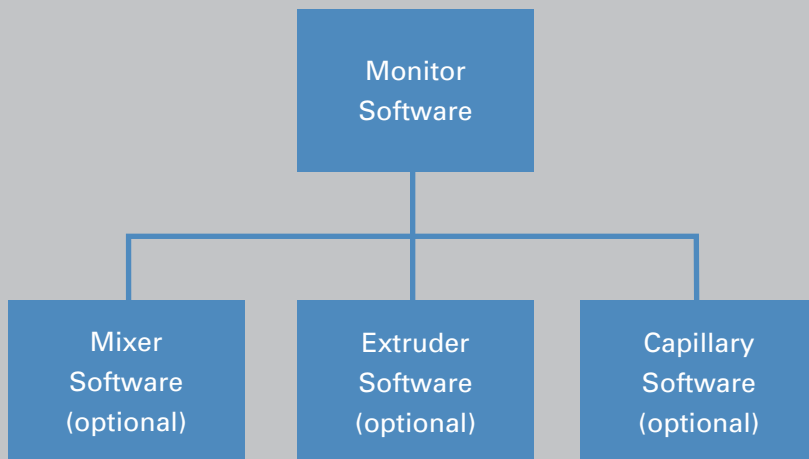 Monitor
Software
Mixer
Software
(optional)
Extruder
Software
(optional)
Capillary
Software
(optional)